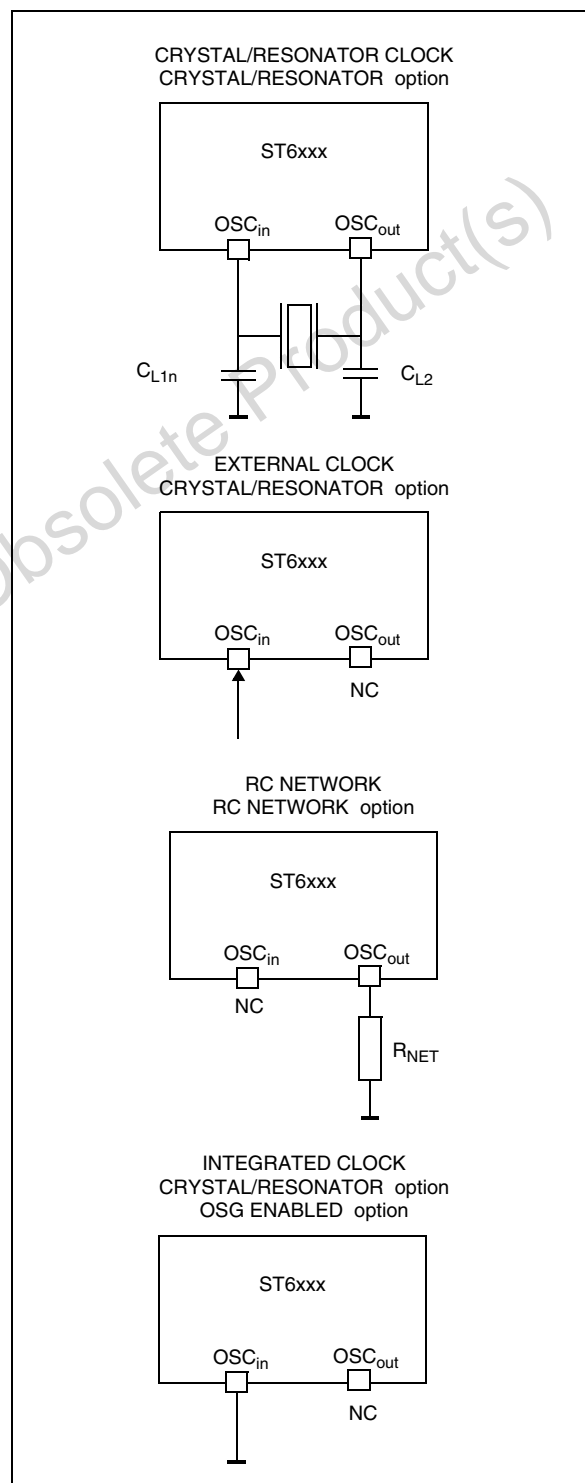 CRYSTAL/RESONATOR CLOCK
CRYSTAL/RESONATOR option
ST6xxx
OSCin OSCout
CL1n CL2
EXTERNAL CLOCK
CRYSTAL/RESONATOR option
ST6xxx
OSCin OSCout
NC
RC NETWORK
RC NETWORK option
ST6xxx
OSCin OSCout
NC
RNET
INTEGRATED CLOCK
CRYSTAL/RESONATOR option
OSG ENABLED option
ST6xxx
OSCin OSCout
NC
Obsolete Product(s)